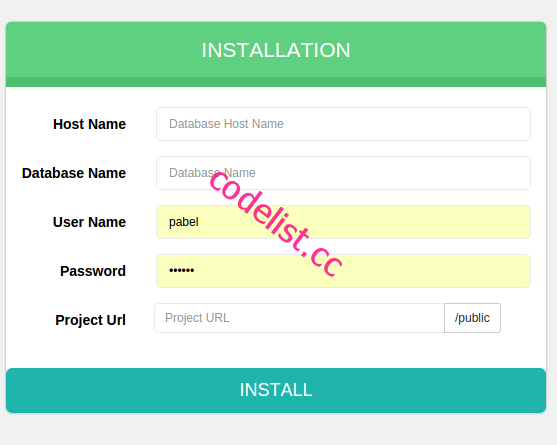 INSTALLATION
Host Name Database Host Name
Database Name Database Name
User Name pabel
Password ••••••
Project Url Project URL /public
INSTALL
codelist.cc